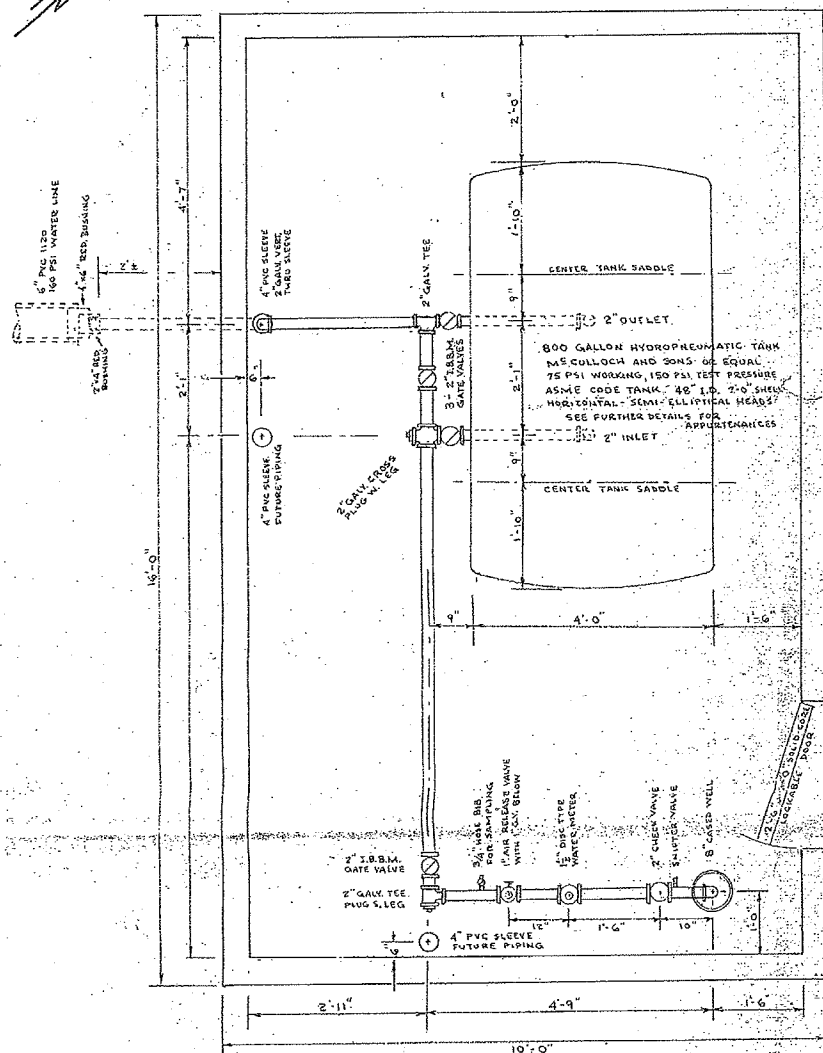 16'-0"
4'-7"
2'-1"
6" PVC 1120
160 PSI WATER LINE
4"x6" RED. BUSHING
2'±
2"x4" RED.
BUSHING
4" PVC SLEEVE
2" GALV. VERT.
THRU SLEEVE
6"
4" PVC SLEEVE
FUTURE PIPING
2" GALV. TEE
3 - 2" I.B.B.M.
GATE VALVES
2" GALV. CROSS
PLUG W. LEG
2'-0"
1'-10"
CENTER TANK SADDLE
9"
2" OUTLET
800 GALLON HYDROPNEUMATIC TANK
McCULLOCH AND SONS OR EQUAL
75 PSI WORKING, 150 PSI TEST PRESSURE
ASME CODE TANK, 48" I.D. 7'-0" SHELL
HORIZONTAL - SEMI-ELLIPTICAL HEADS
SEE FURTHER DETAILS FOR
APPURTENANCES
2'-1"
2" INLET
9"
CENTER TANK SADDLE
1'-10"
9"
4'-0"
1'-6"
2'-6" SOLID CORE
LOCKABLE DOOR
2" I.B.B.M.
GATE VALVE
2" GALV. TEE
PLUG S. LEG
3/4" HOSE BIB
FOR SAMPLING
1" AIR RELEASE VALVE
WITH 1" G.V. BELOW
1½" DISC TYPE
WATER METER
2" CHECK VALVE
SNIFTER VALVE
8" CASED WELL
12"
1'-6"
10"
1'-0"
4" PVC SLEEVE
FUTURE PIPING
6"
2'-11"
4'-9"
1'-6"
10'-0"